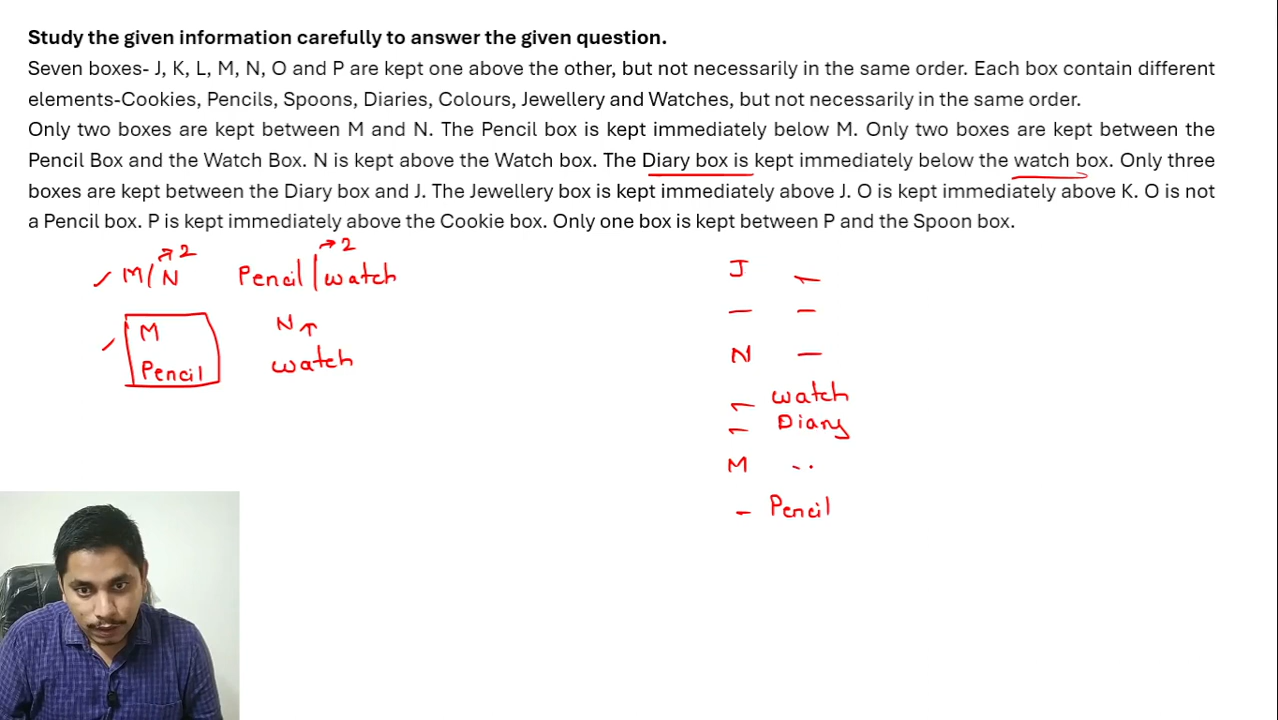 Study the given information carefully to answer the given question.
Seven boxes- J, K, L, M, N, O and P are kept one above the other, but not necessarily in the same order. Each box contain different
elements-Cookies, Pencils, Spoons, Diaries, Colours, Jewellery and Watches, but not necessarily in the same order.
Only two boxes are kept between M and N. The Pencil box is kept immediately below M. Only two boxes are kept between the
Pencil Box and the Watch Box. N is kept above the Watch box. The Diary box is kept immediately below the watch box. Only three
boxes are kept between the Diary box and J. The Jewellery box is kept immediately above J. O is kept immediately above K. O is not
a Pencil box. P is kept immediately above the Cookie box. Only one box is kept between P and the Spoon box.
M/N → 2 Pencil | watch → 2
M
Pencil
N ↑
watch
J –
– –
N –
– watch
– Diary
M ..
– Pencil